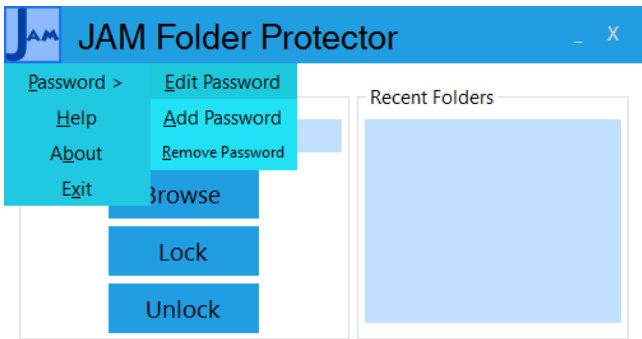 JAM
JAM Folder Protector
_ X
Password >
Edit Password
Help
Add Password
About
Remove Password
Exit
Recent Folders
Browse
Lock
Unlock